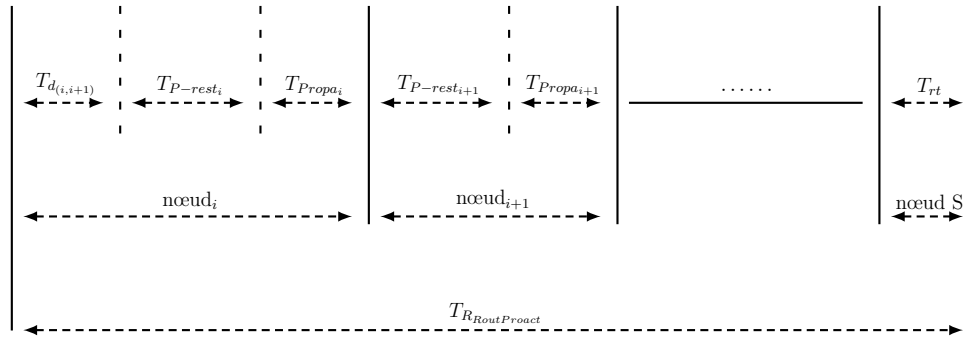 T_{d_{(i,i+1)}} T_{P-rest_i} T_{Propa_i} T_{P-rest_{i+1}} T_{Propa_{i+1}} ...... T_{rt}
nœud_i nœud_{i+1} nœud S
T_{R_{RoutProact}}